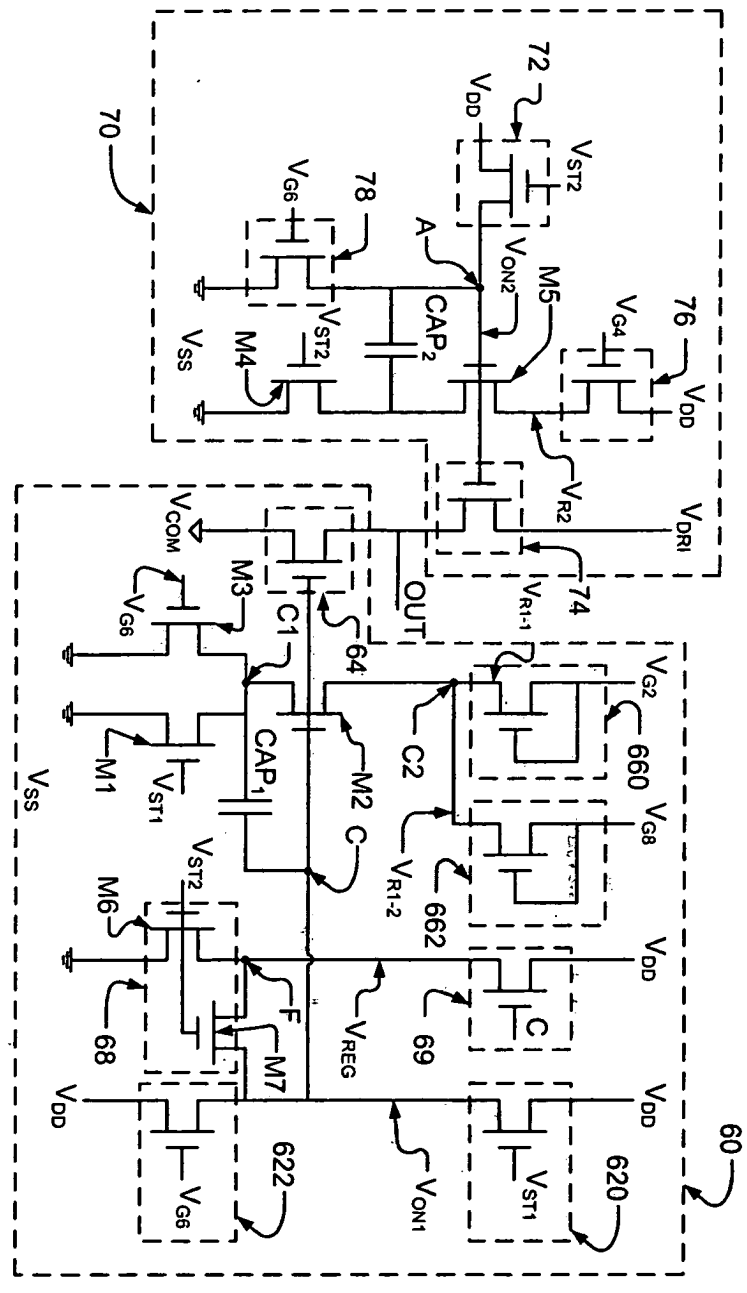 60
V_DD
V_ST1
620
V_ON1
V_G6
622
V_DD
V_DD
C
69
V_REG
F
M7
68
M6
V_ST2
V_G8
662
V_R1-2
C
CAP_1
V_ST1
M1
V_SS
V_G2
660
V_R1-1
C2
M2
C1
M3
V_G6
64
V_COM
OUT
V_DRI
74
V_DD
76
V_G4
V_R2
M5
V_ON2
A
CAP_2
V_ST2
M4
V_SS
72
V_DD
V_ST2
78
V_G6
70